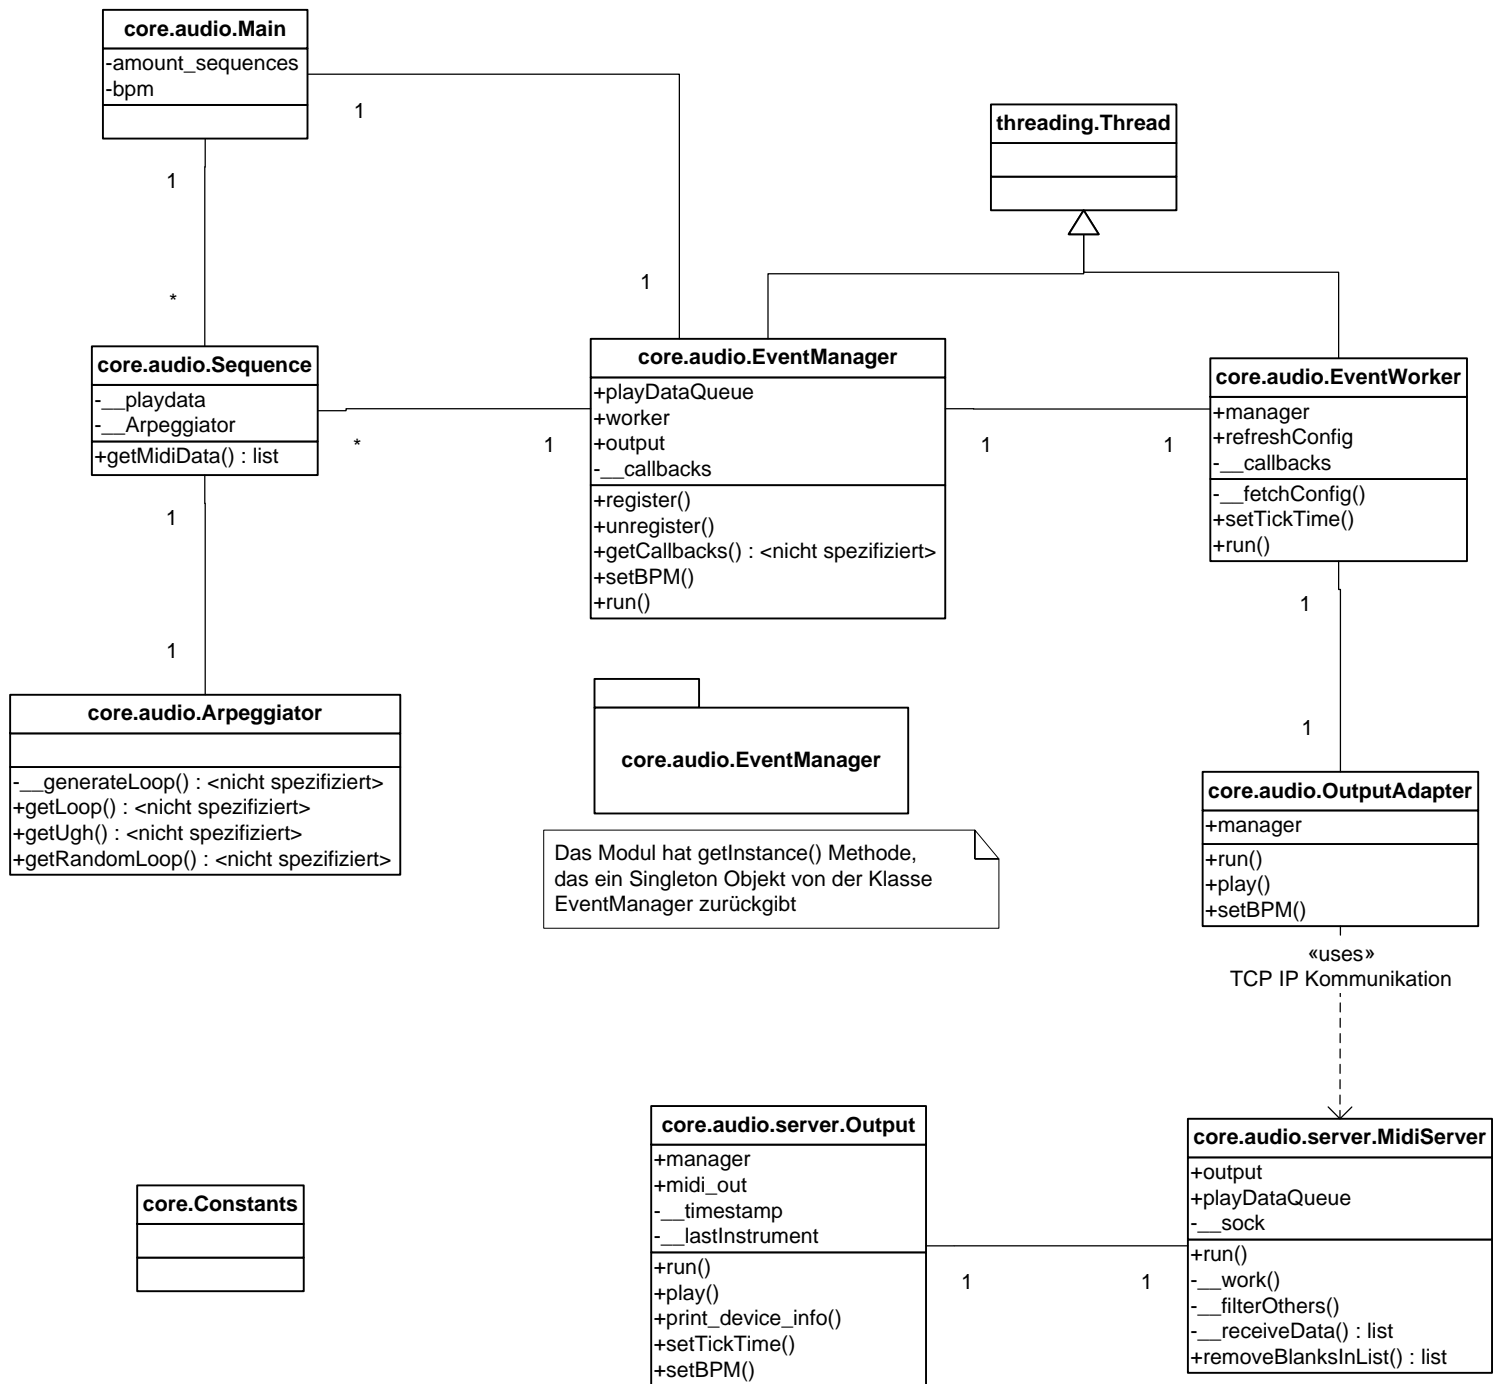 core.audio.Main
-amount_sequences
-bpm
1
1
*
1
threading.Thread
core.audio.Sequence
-__playdata
-__Arpeggiator
+getMidiData() : list
*
1
1
1
core.audio.EventManager
+playDataQueue
+worker
+output
-__callbacks
+register()
+unregister()
+getCallbacks() : <nicht spezifiziert>
+setBPM()
+run()
1
1
core.audio.EventWorker
+manager
+refreshConfig
-__callbacks
-__fetchConfig()
+setTickTime()
+run()
1
1
core.audio.Arpeggiator
-__generateLoop() : <nicht spezifiziert>
+getLoop() : <nicht spezifiziert>
+getUgh() : <nicht spezifiziert>
+getRandomLoop() : <nicht spezifiziert>
core.audio.EventManager
Das Modul hat getInstance() Methode,
das ein Singleton Objekt von der Klasse
EventManager zurückgibt
core.audio.OutputAdapter
+manager
+run()
+play()
+setBPM()
«uses»
TCP IP Kommunikation
core.Constants
core.audio.server.Output
+manager
+midi_out
-__timestamp
-__lastInstrument
+run()
+play()
+print_device_info()
+setTickTime()
+setBPM()
1
1
core.audio.server.MidiServer
+output
+playDataQueue
-__sock
+run()
-__work()
-__filterOthers()
-__receiveData() : list
+removeBlanksInList() : list